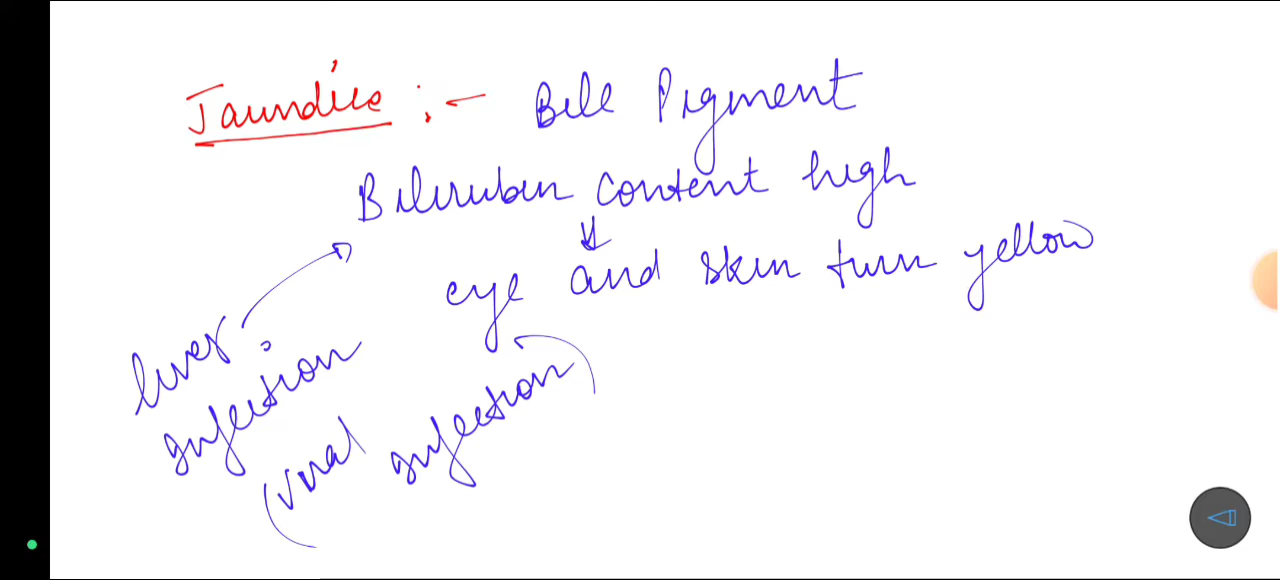 Jaundice :- Bile Pigment
Bilirubin content high
↓
eye and skin turn yellow
liver
infection
(viral infection)